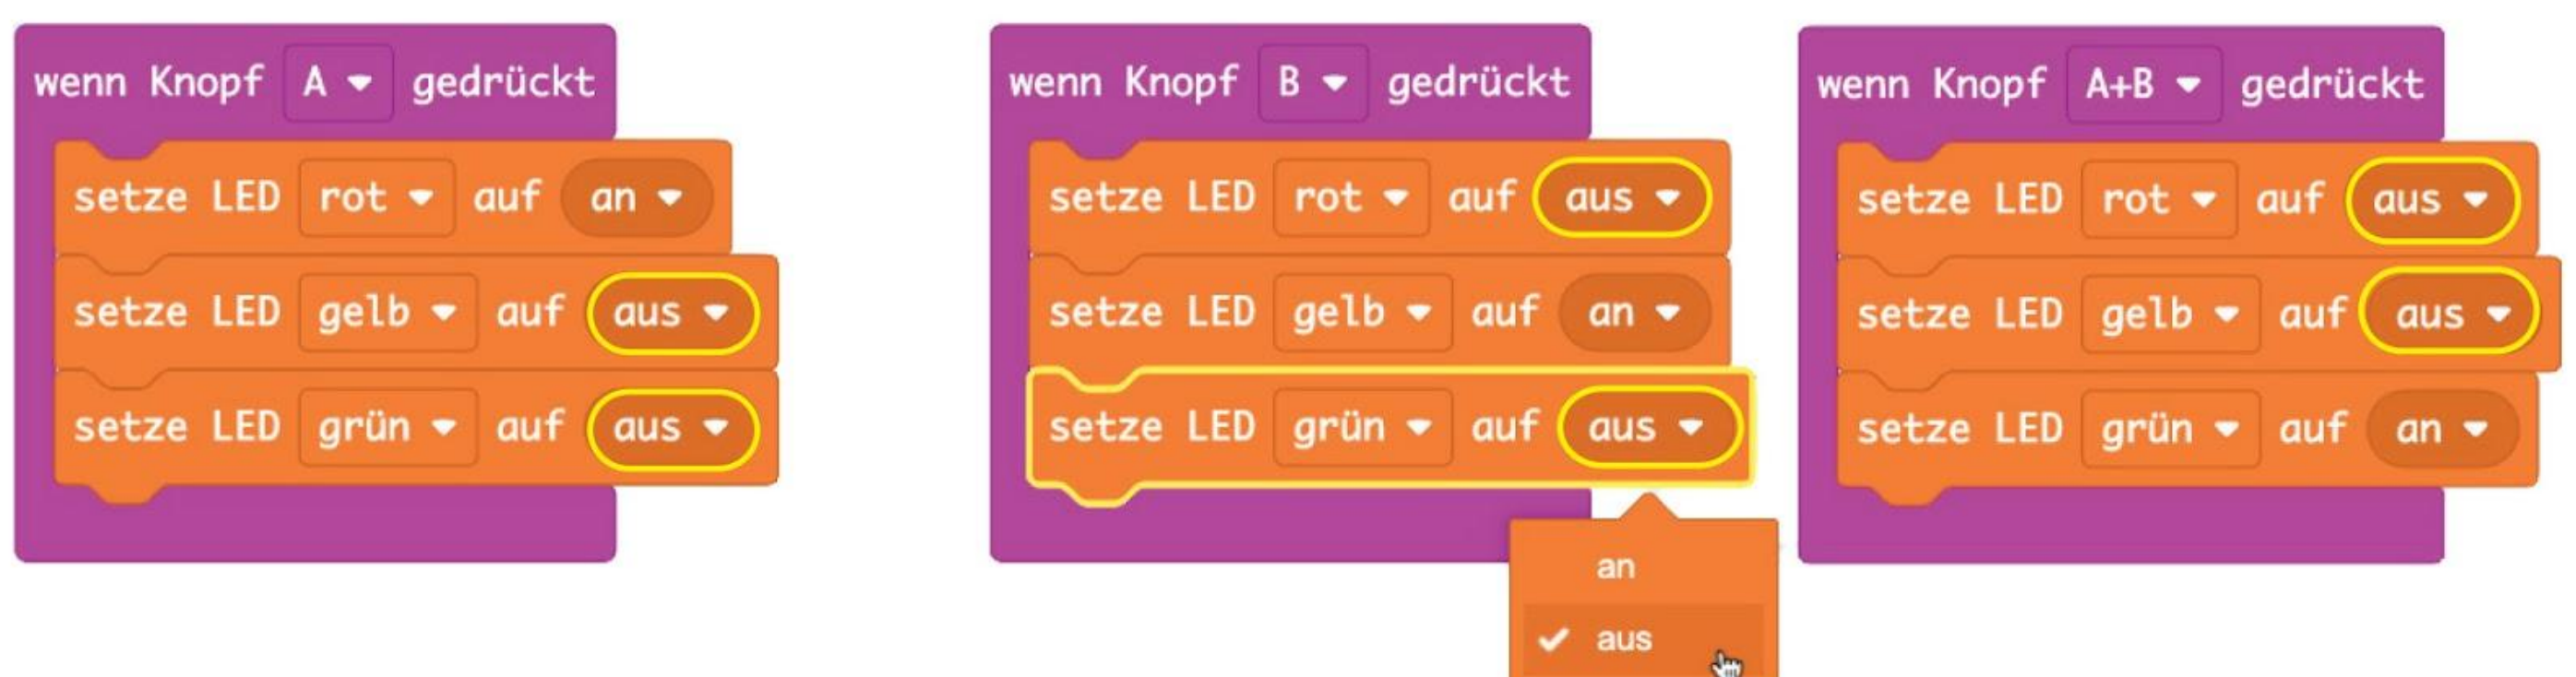 wenn Knopf A gedrückt
setze LED rot auf an
setze LED gelb auf aus
setze LED grün auf aus
wenn Knopf B gedrückt
setze LED rot auf aus
setze LED gelb auf an
setze LED grün auf aus
an
aus
wenn Knopf A+B gedrückt
setze LED rot auf aus
setze LED gelb auf aus
setze LED grün auf an